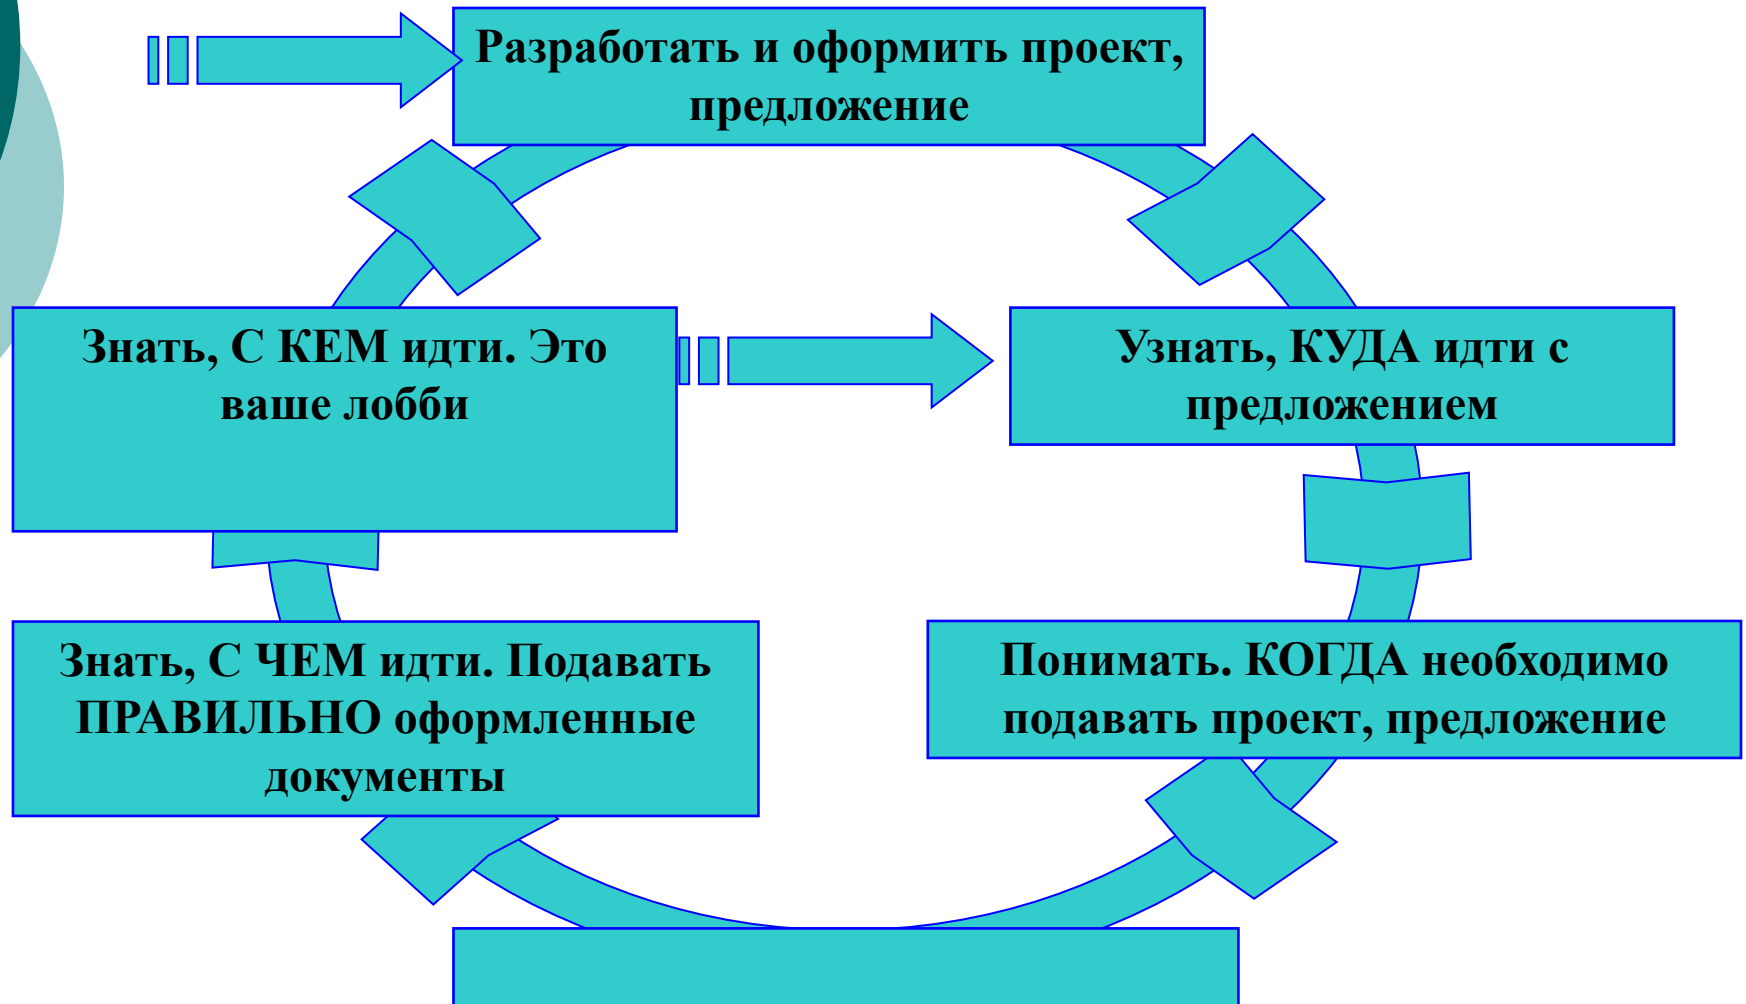 Разработать и оформить проект,
предложение
Знать, С КЕМ идти. Это
ваше лобби
Узнать, КУДА идти с
предложением
Знать, С ЧЕМ идти. Подавать
ПРАВИЛЬНО оформленные
документы
Понимать. КОГДА необходимо
подавать проект, предложение